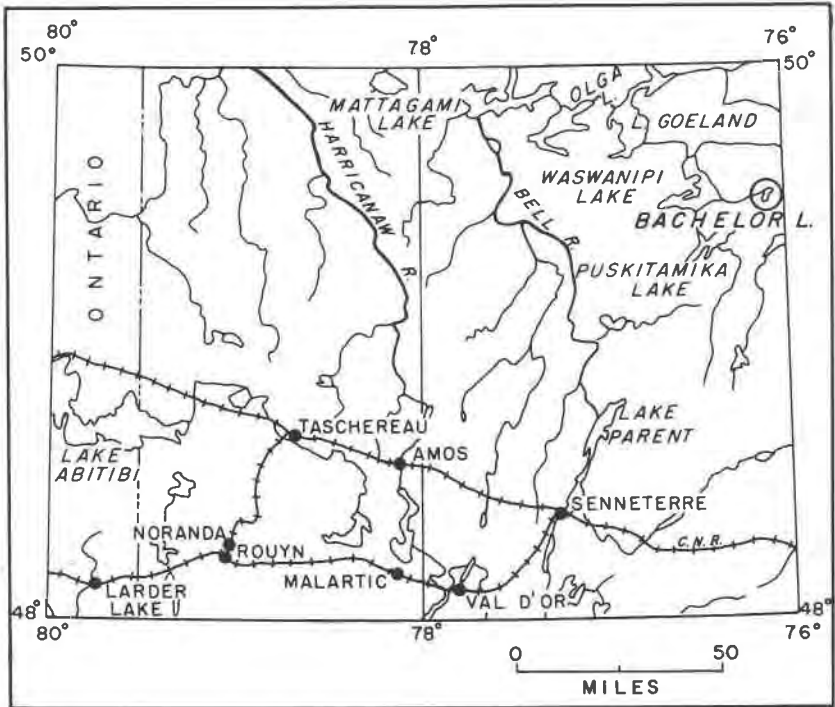 80°
78°
76°
50°
50°
MATTAGAMI
LAKE
OLGA
L.
L. GOELAND
HARRICANAW R.
ONTARIO
WASWANIPI
LAKE
BELL R.
BACHELOR L.
PUSKITAMIKA
LAKE
TASCHEREAU
LAKE
PARENT
LAKE
ABITIBI
AMOS
SENNETERRE
NORANDA
ROUYN
C.N.R.
LARDER
LAKE
MALARTIC
VAL D'OR
48°
48°
80°
78°
76°
0 50
MILES